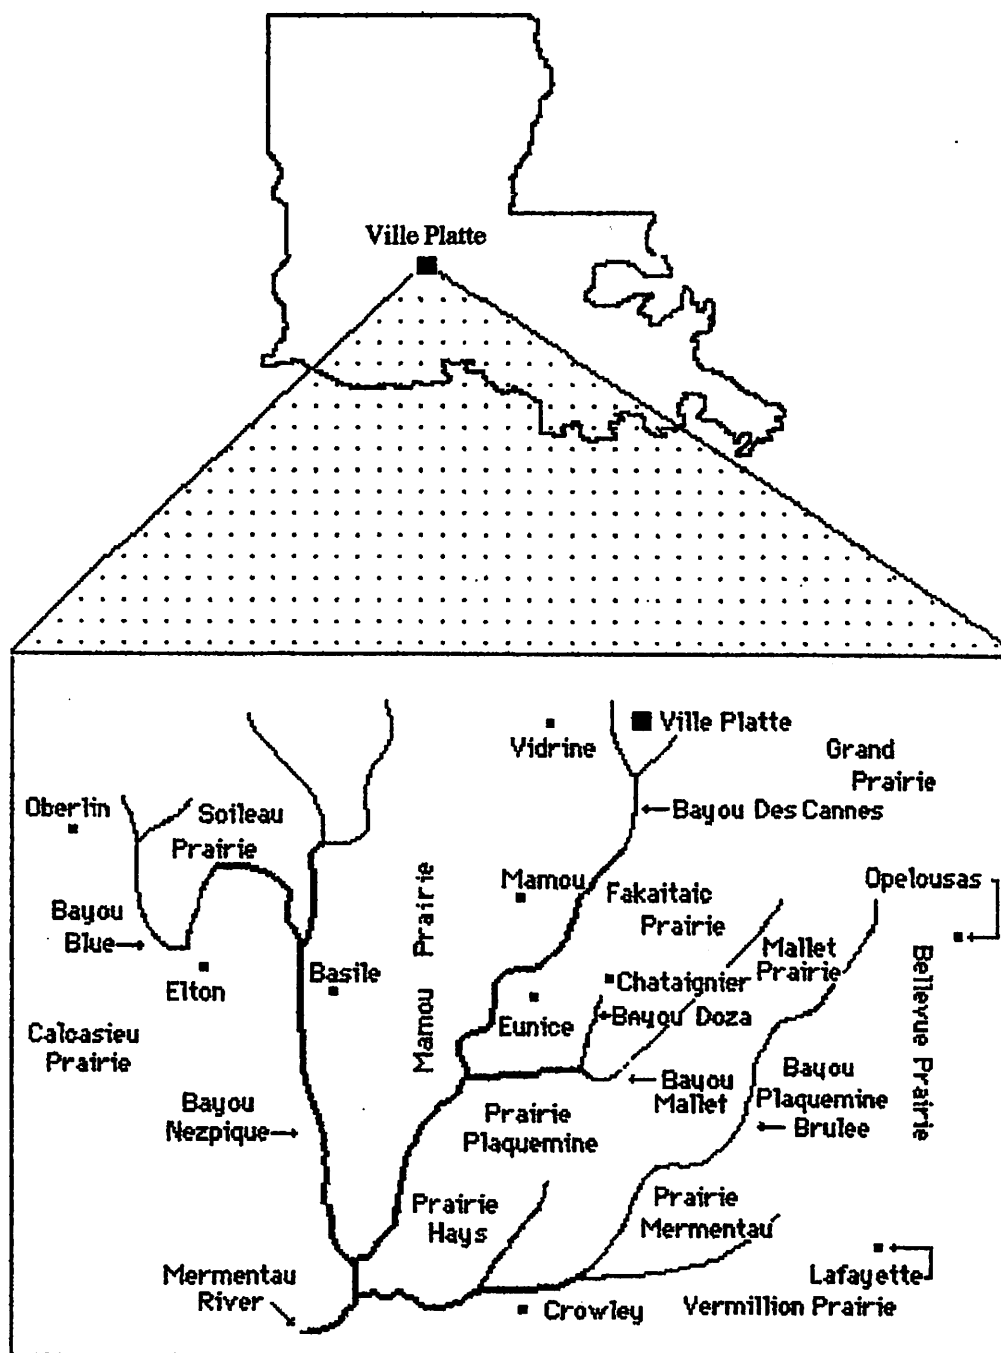 Ville Platte
Vidrine
Ville Platte
Grand
Prairie
Oberlin
Soileau
Prairie
Bayou Des Cannes
Mamou
Fakaitaic
Prairie
Opelousas
Bayou
Blue
Mamou Prairie
Mallet
Prairie
Elton
Basile
Chataignier
Bellevue Prairie
Eunice
Bayou Doza
Calcasieu
Prairie
Bayou
Mallet
Bayou
Plaquemine
Brulee
Bayou
Nezpique
Prairie
Plaquemine
Prairie
Hays
Prairie
Mermentau
Mermentau
River
Crowley
Lafayette
Vermillion Prairie